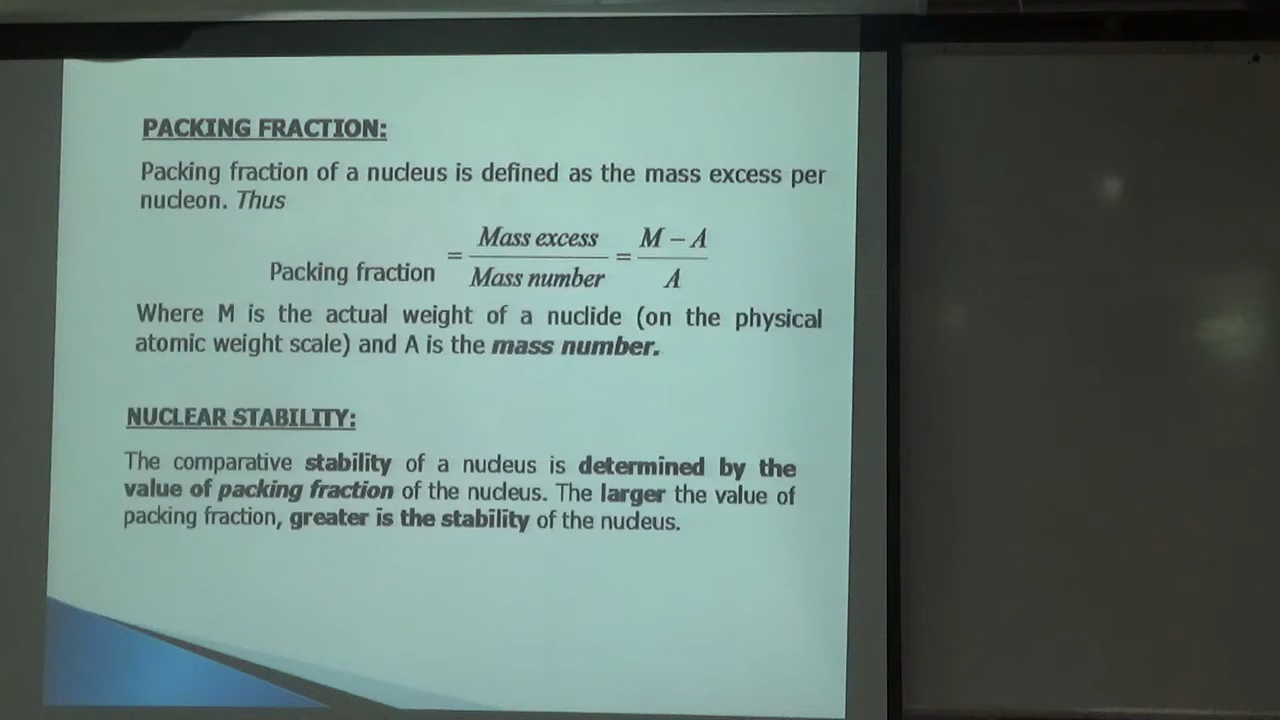 PACKING FRACTION:
Packing fraction of a nucleus is defined as the mass excess per
nucleon. Thus
Packing fraction = Mass excess / Mass number = M – A / A
Where M is the actual weight of a nuclide (on the physical
atomic weight scale) and A is the mass number.
NUCLEAR STABILITY:
The comparative stability of a nucleus is determined by the
value of packing fraction of the nucleus. The larger the value of
packing fraction, greater is the stability of the nucleus.